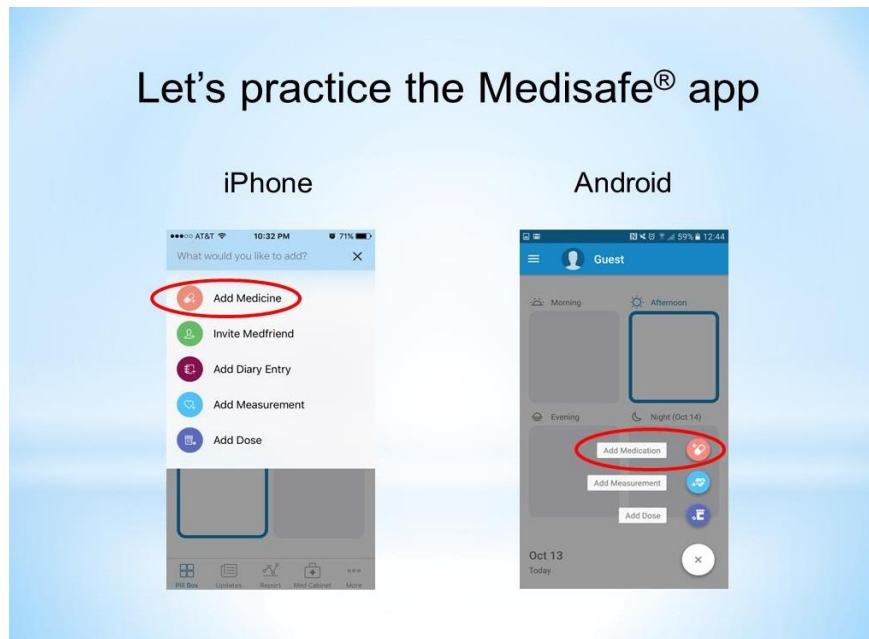 Let's practice the Medisafe® app
iPhone
AT&T 10:32 PM 71%
What would you like to add?
Add Medicine
Invite Medfriend
Add Diary Entry
Add Measurement
Add Dose
Pill Box Updates Report Med Cabinet More
Android
59% 12:44
Guest
Morning Afternoon
Evening Night (Oct 14)
Add Medication
Add Measurement
Add Dose
Oct 13
Today